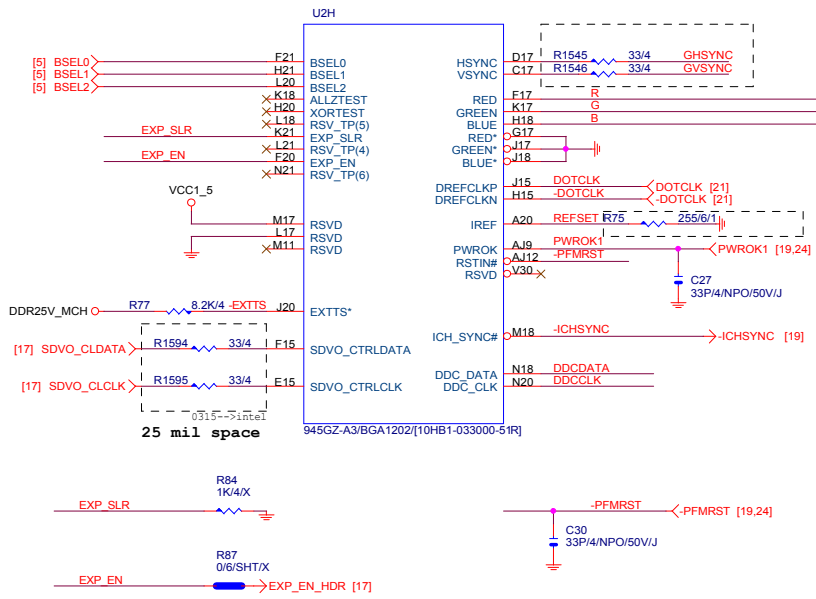 U2H
[5] BSEL0 F21 BSEL0 HSYNC D17 R1545 33/4 GHSYNC
[5] BSEL1 H21 BSEL1 VSYNC C17 R1546 33/4 GVSYNC
[5] BSEL2 L20 BSEL2
K18 ALLZTEST RED F17 R
H20 XORTEST GREEN K17 G
L18 RSV_TP(5) BLUE H18 B
EXP_SLR K21 EXP_SLR RED* G17
L21 RSV_TP(4) GREEN* J17
EXP_EN F20 EXP_EN BLUE* J18
N21 RSV_TP(6)
DREFCLKP J15 DOTCLK DOTCLK [21]
VCC1_5 DREFCLKN H15 -DOTCLK -DOTCLK [21]
M17 RSVD IREF A20 REFSET R75 255/6/1
L17 RSVD
M11 RSVD PWROK AJ9 PWROK1 PWROK1 [19,24]
RSTIN# AJ12 -PFMRST
RSVD V30
C27
33P/4/NPO/50V/J
DDR25V_MCH R77 8.2K/4 -EXTTS J20 EXTTS*
ICH_SYNC# M18 -ICHSYNC -ICHSYNC [19]
[17] SDVO_CLDATA R1594 33/4 F15 SDVO_CTRLDATA
DDC_DATA N18 DDCDATA
[17] SDVO_CLCLK R1595 33/4 E15 SDVO_CTRLCLK DDC_CLK N20 DDCCLK
0315-->intel
25 mil space
945GZ-A3/BGA1202/[10HB1-033000-51R]
R84
1K/4/X
EXP_SLR
-PFMRST -PFMRST [19,24]
C30
33P/4/NPO/50V/J
R87
0/6/SHT/X
EXP_EN EXP_EN_HDR [17]